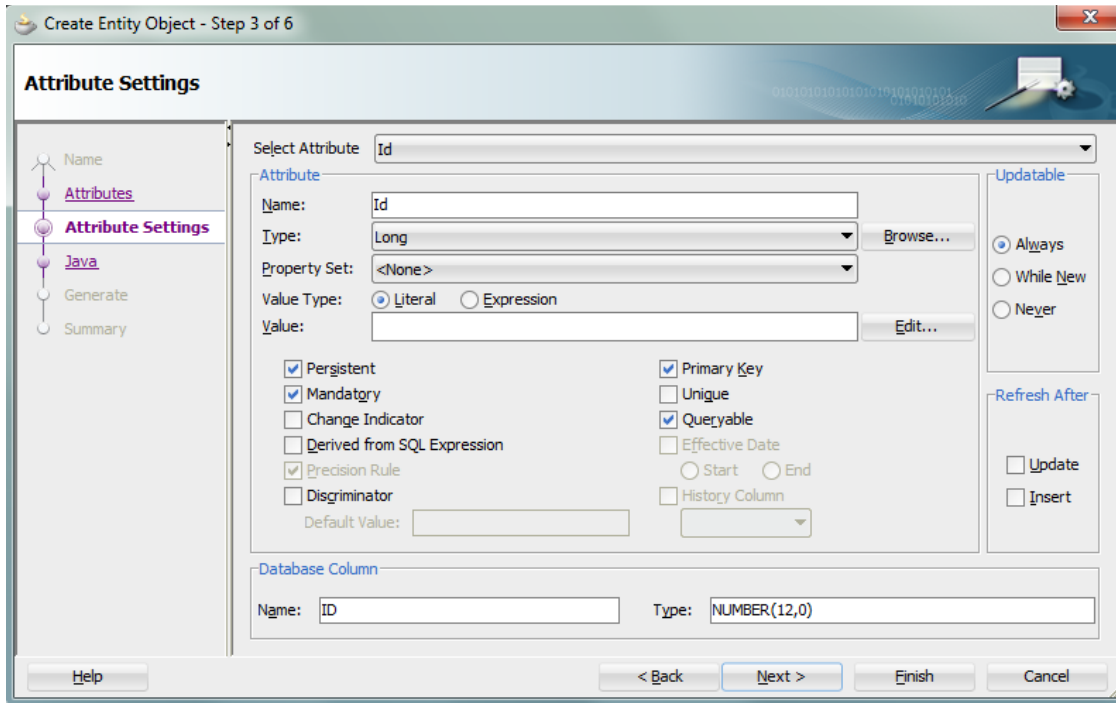 Create Entity Object - Step 3 of 6
x
Attribute Settings
Name
Attributes
Attribute Settings
Java
Generate
Summary
Select Attribute Id
Attribute
Name: Id
Type: Long Browse...
Property Set: <None>
Value Type: Literal Expression
Value: Edit...
Persistent Primary Key
Mandatory Unique
Change Indicator Queryable
Derived from SQL Expression Effective Date
Precision Rule Start End
Discriminator History Column
Default Value:
Updatable
Always
While New
Never
Refresh After
Update
Insert
Database Column
Name: ID Type: NUMBER(12,0)
Help < Back Next > Finish Cancel